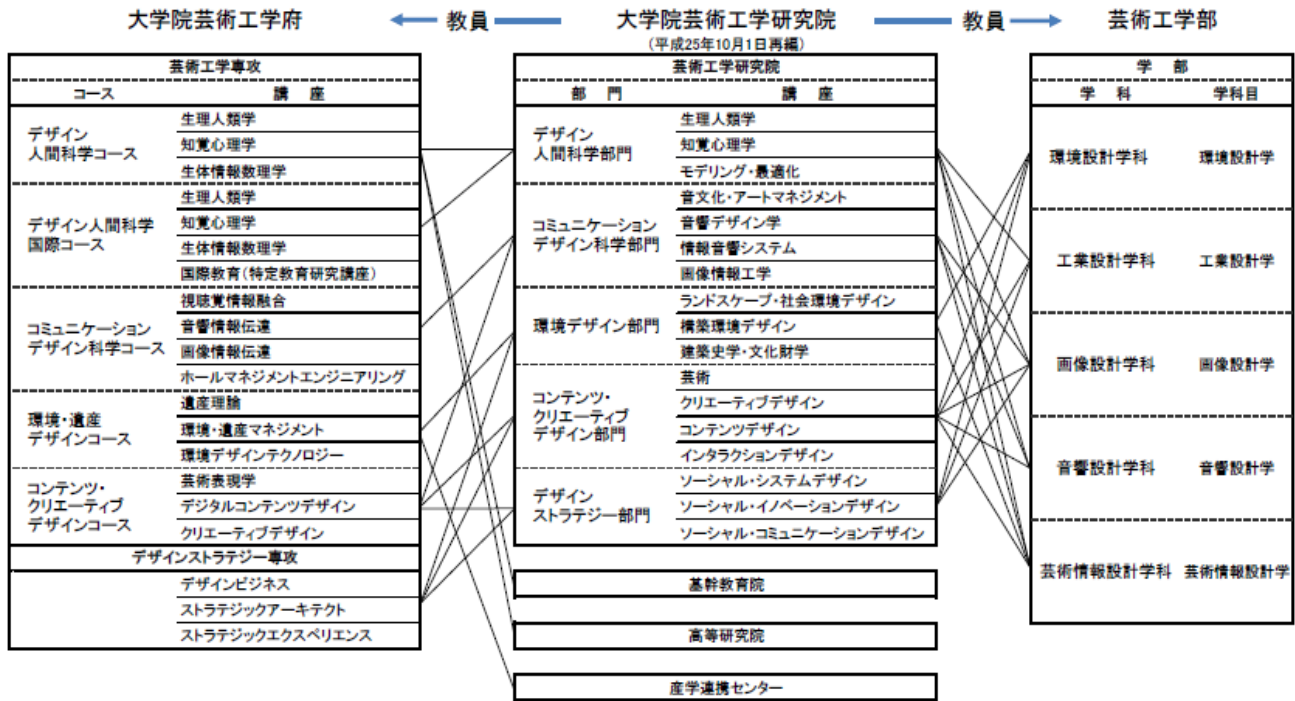 大学院芸術工学府 教員 大学院芸術工学研究院 教員 芸術工学部
(平成25年10月1日再編)
芸術工学専攻
コース 講座
デザイン
人間科学コース
生理人類学
知覚心理学
生体情報数理学
デザイン人間科学
国際コース
生理人類学
知覚心理学
生体情報数理学
国際教育(特定教育研究講座)
コミュニケーション
デザイン科学コース
視聴覚情報融合
音響情報伝達
画像情報伝達
ホールマネジメントエンジニアリング
環境・遺産
デザインコース
遺産理論
環境・遺産マネジメント
環境デザインテクノロジー
コンテンツ・
クリエーティブ
デザインコース
芸術表現学
デジタルコンテンツデザイン
クリエーティブデザイン
デザインストラテジー専攻
デザインビジネス
ストラテジックアーキテクト
ストラテジックエクスペリエンス
芸術工学研究院
部門 講座
デザイン
人間科学部門
生理人類学
知覚心理学
モデリング・最適化
コミュニケーション
デザイン科学部門
音文化・アートマネジメント
音響デザイン学
情報音響システム
画像情報工学
環境デザイン部門
ランドスケープ・社会環境デザイン
構築環境デザイン
建築史学・文化財学
コンテンツ・
クリエーティブ
デザイン部門
芸術
クリエーティブデザイン
コンテンツデザイン
インタラクションデザイン
デザイン
ストラテジー部門
ソーシャル・システムデザイン
ソーシャル・イノベーションデザイン
ソーシャル・コミュニケーションデザイン
基幹教育院
高等研究院
産学連携センター
学部
学科 学科目
環境設計学科 環境設計学
工業設計学科 工業設計学
画像設計学科 画像設計学
音響設計学科 音響設計学
芸術情報設計学科 芸術情報設計学